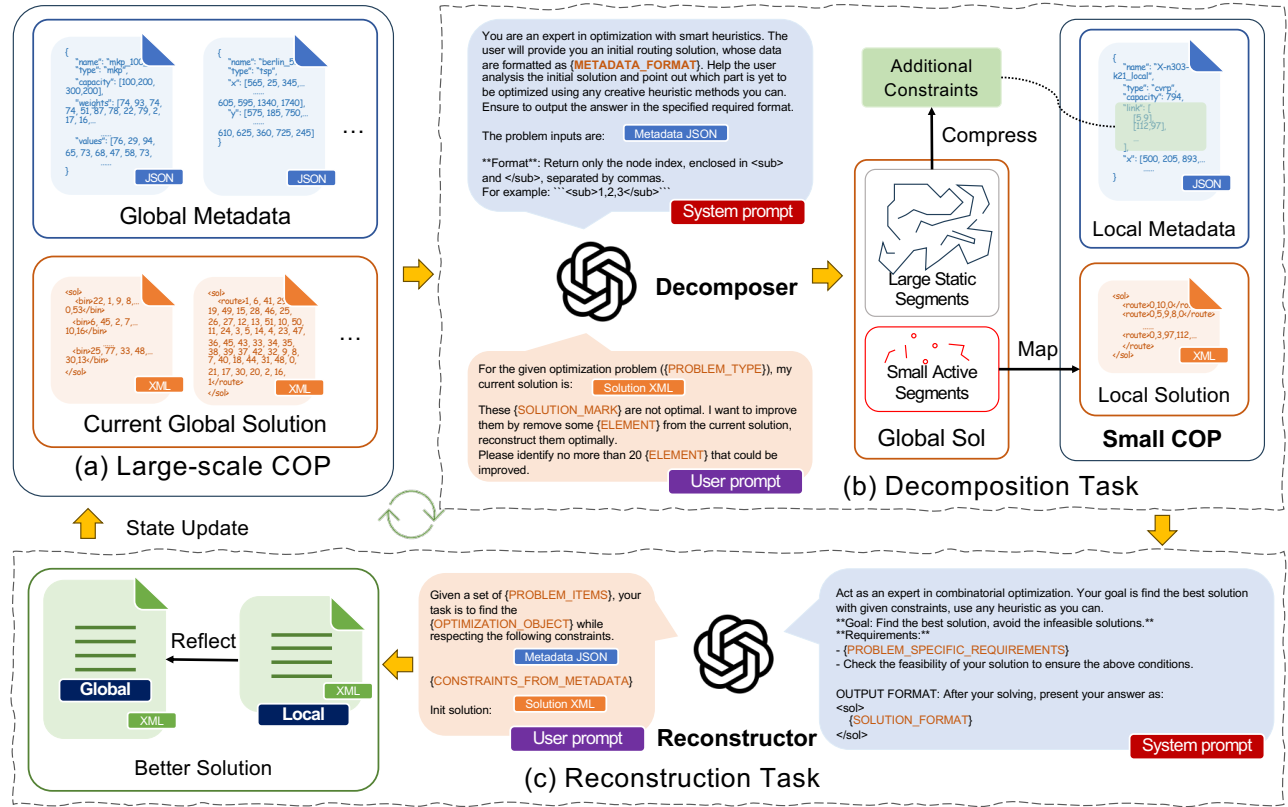 {
"name": "mkp_100_
"type": "mkp",
"capacity": [100,200,
300,200],
"weights": [74, 93, 74,
74, 51, 87, 78, 22, 79, 2,
17, 16,...
......
"values": [76, 29, 94,
65, 73, 68, 47, 58, 73,
......
}
JSON
{
"name": "berlin_5
"type": "tsp",
"x": [565, 25, 345,...
......
605, 595, 1340, 1740],
"y": [575, 185, 750,...
......
610, 625, 360, 725, 245]
}
JSON
...
Global Metadata
<sol>
<bin>22, 1, 9, 8,...
0,53</bin>
<bin>6, 45, 2, 7,...
10,16</bin>
......
<bin>25, 77, 33, 48,...
30,13</bin>
</sol>
XML
<sol>
<route>1, 6, 41, 29
19, 49, 15, 28, 46, 25,
26, 27, 12, 13, 51, 10, 50,
11, 24, 3, 5, 14, 4, 23, 47,
36, 45, 43, 33, 34, 35,
38, 39, 37, 42, 32, 9, 8,
7, 40, 18, 44, 31, 48, 0,
21, 17, 30, 20, 2, 16,
1</route>
</sol>
XML
...
Current Global Solution
(a) Large-scale COP
You are an expert in optimization with smart heuristics. The
user will provide you an initial routing solution, whose data
are formatted as {METADATA_FORMAT}. Help the user
analysis the initial solution and point out which part is yet to
be optimized using any creative heuristic methods you can.
Ensure to output the answer in the specified required format.
The problem inputs are: Metadata JSON
**Format**: Return only the node index, enclosed in <sub>
and </sub>, separated by commas.
For example: ```<sub>1,2,3</sub>```
System prompt
Decomposer
For the given optimization problem ({PROBLEM_TYPE}), my
current solution is: Solution XML
These {SOLUTION_MARK} are not optimal. I want to improve
them by remove some {ELEMENT} from the current solution,
reconstruct them optimally.
Please identify no more than 20 {ELEMENT} that could be
improved.
User prompt
Additional
Constraints
Compress
Large Static
Segments
Small Active
Segments
Global Sol
Map
{
"name": "X-n303-
k21_local",
"type": "cvrp",
"capacity": 794,
"link": [
[5,9],
[112,97],
...
],
"x": [500, 205, 893,...
......
}
JSON
Local Metadata
<sol>
<route>0,10,0</route>
<route>0,5,9,8,0</route>
......
<route>0,3,97,112,...
</route>
</sol>
XML
Local Solution
Small COP
(b) Decomposition Task
State Update
Reflect
Global
XML
Local
XML
Better Solution
Given a set of {PROBLEM_ITEMS}, your
task is to find the
{OPTIMIZATION_OBJECT} while
respecting the following constraints.
Metadata JSON
{CONSTRAINTS_FROM_METADATA}
Init solution: Solution XML
User prompt
Reconstructor
Act as an expert in combinatorial optimization. Your goal is find the best solution
with given constraints, use any heuristic as you can.
**Goal: Find the best solution, avoid the infeasible solutions.**
**Requirements:**
- {PROBLEM_SPECIFIC_REQUIREMENTS}
- Check the feasibility of your solution to ensure the above conditions.
OUTPUT FORMAT: After your solving, present your answer as:
<sol>
{SOLUTION_FORMAT}
</sol>
System prompt
(c) Reconstruction Task